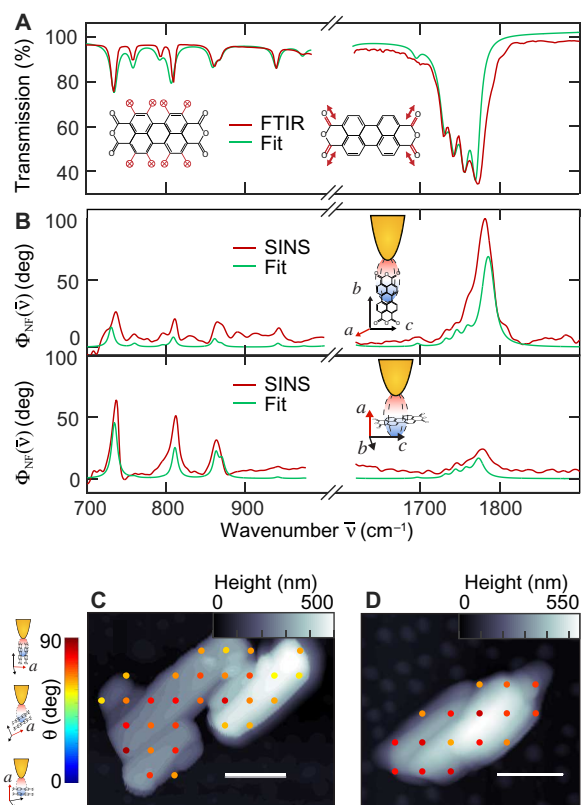 A
Transmission (%)
100
80
60
40
FTIR
Fit
B
Φ_NF(ν̄) (deg)
100
50
0
SINS
Fit
b
a
c
Φ_NF(ν̄) (deg)
100
50
0
SINS
Fit
a
b
c
700
800
900
1700
1800
Wavenumber ν̄ (cm⁻¹)
Height (nm)
0
500
C
Height (nm)
0
550
D
90
θ (deg)
0
a
a
a